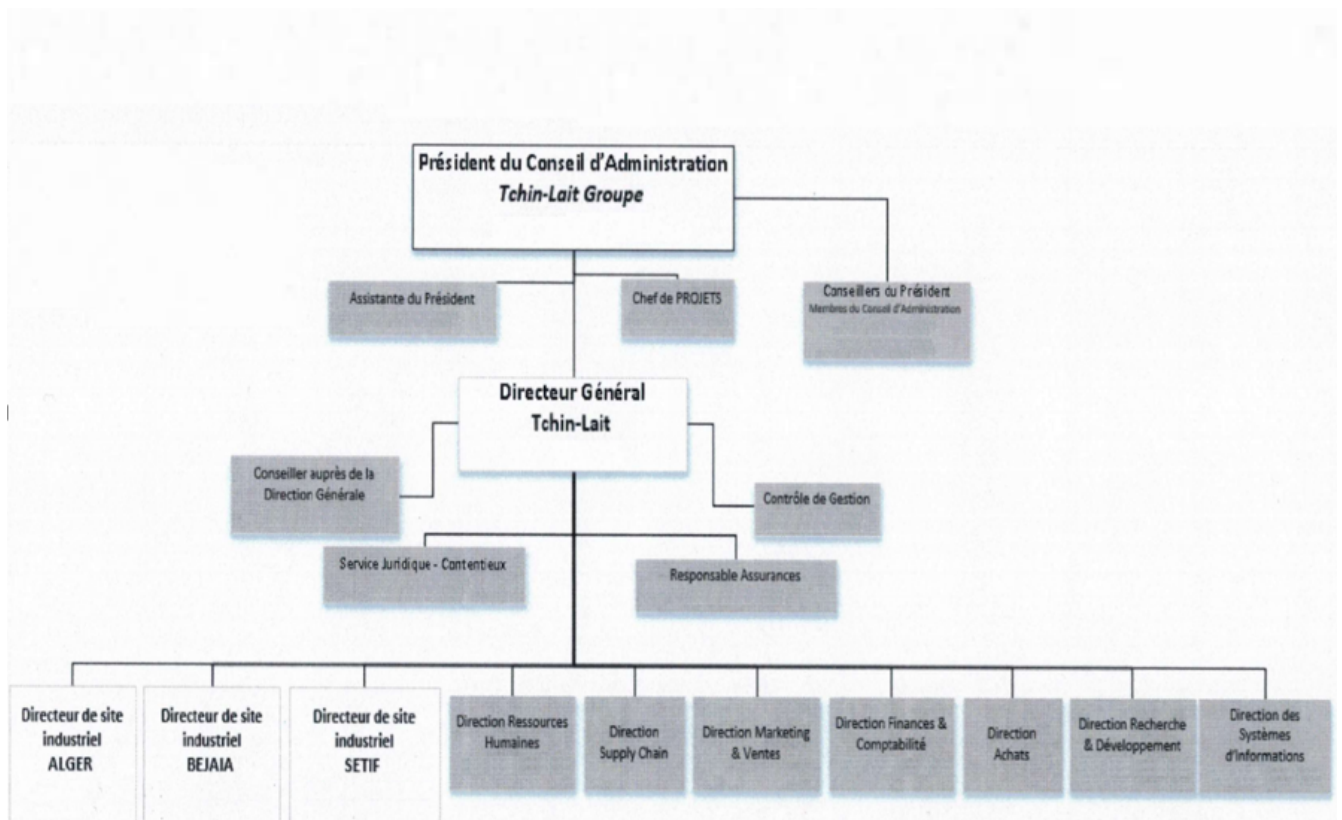 Président du Conseil d'Administration
Tchin-Lait Groupe
Assistante du Président
Chef de PROJETS
Conseillers du Président
Membres du Conseil d'Administration
Directeur Général
Tchin-Lait
Conseiller auprès de la
Direction Générale
Contrôle de Gestion
Service Juridique - Contentieux
Responsable Assurances
Directeur de site
industriel
ALGER
Directeur de site
industriel
BEJAIA
Directeur de site
industriel
SETIF
Direction Ressources
Humaines
Direction
Supply Chain
Direction Marketing
& Ventes
Direction Finances &
Comptabilité
Direction
Achats
Direction Recherche
& Développement
Direction des
Systèmes
d'Informations